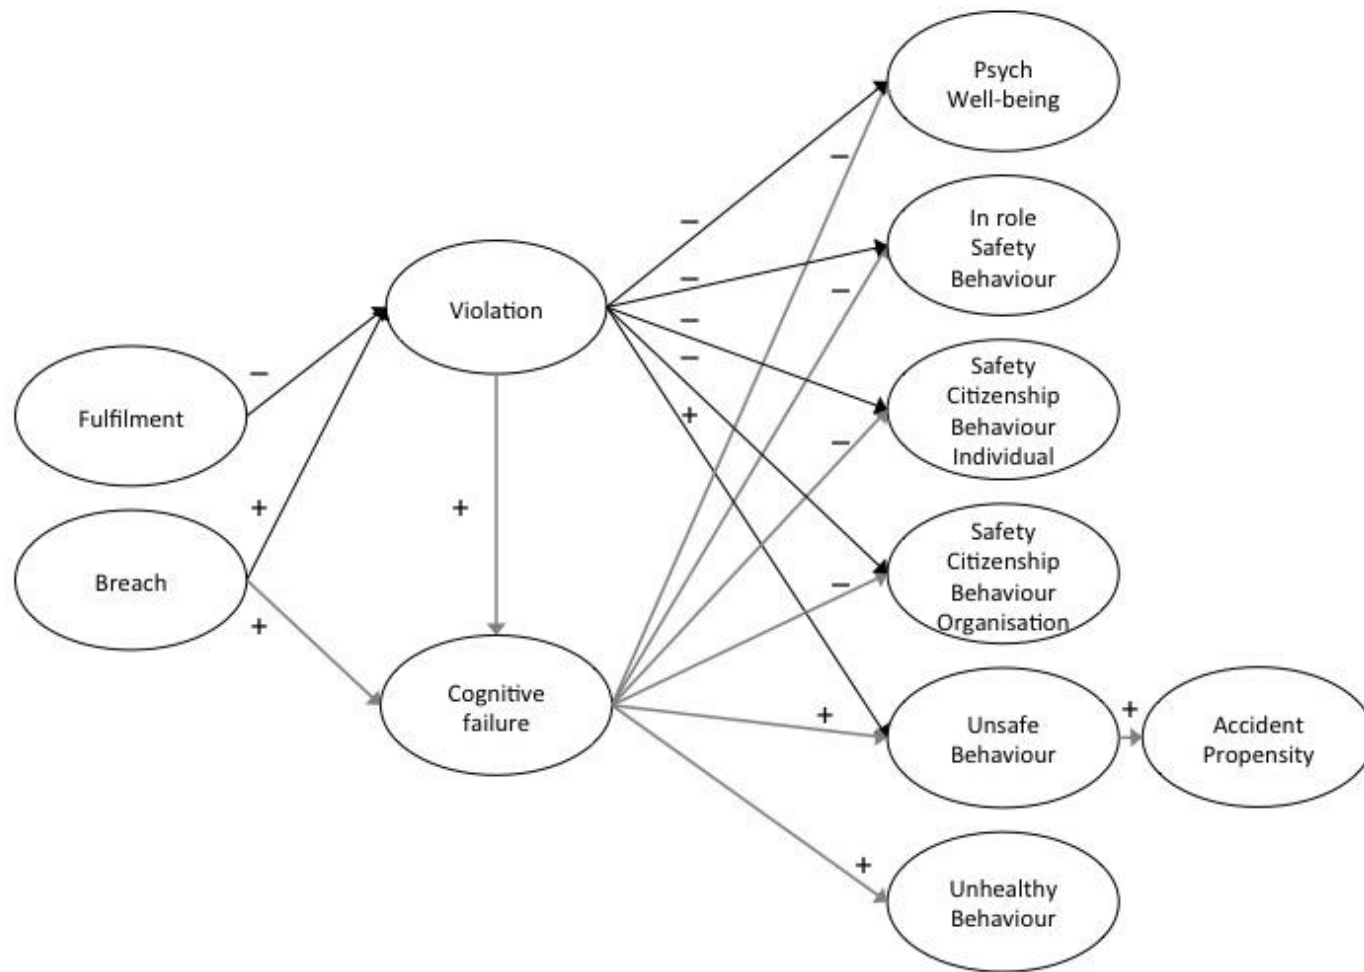 Psych
Well-being
–
In role
Safety
Behaviour
–
–
–
Violation
–
–
–
Safety
Citizenship
Behaviour
Individual
–
+
–
Fulfilment
+
+
Safety
Citizenship
Behaviour
Organisation
–
Breach
+
Cognitive
failure
+
Unsafe
Behaviour
+
Accident
Propensity
+
Unhealthy
Behaviour